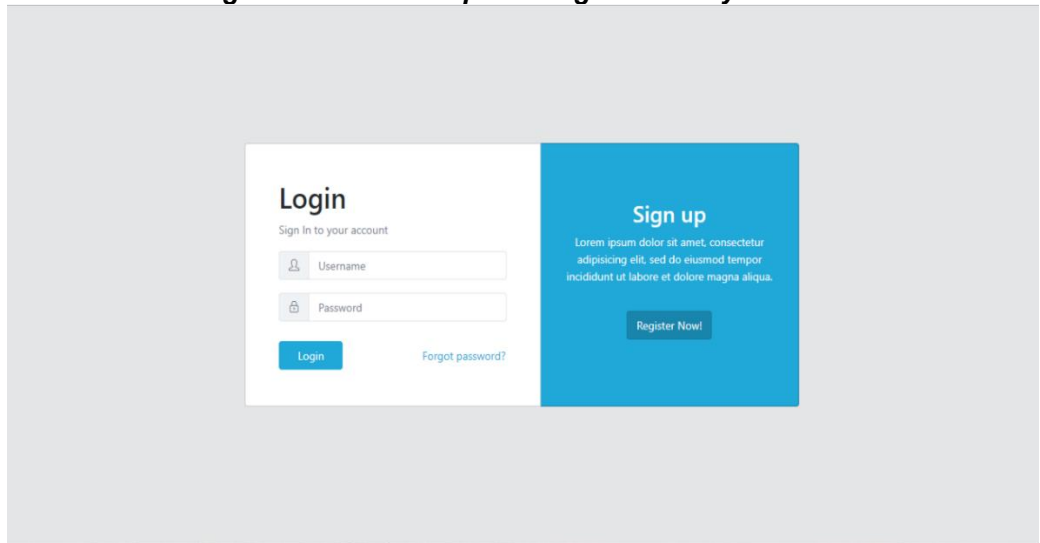 Login
Sign In to your account
Username
Password
Login
Forgot password?
Sign up
Lorem ipsum dolor sit amet, consectetur
adipisicing elit, sed do eiusmod tempor
incididunt ut labore et dolore magna aliqua.
Register Now!